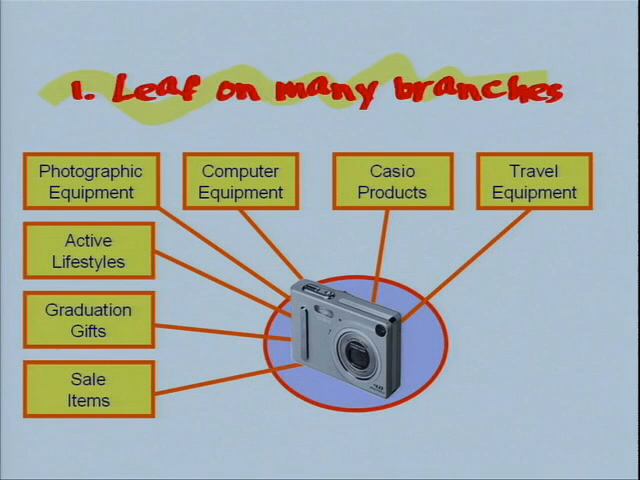 1. Leaf on many branches
Photographic
Equipment
Computer
Equipment
Casio
Products
Travel
Equipment
Active
Lifestyles
Graduation
Gifts
Sale
Items